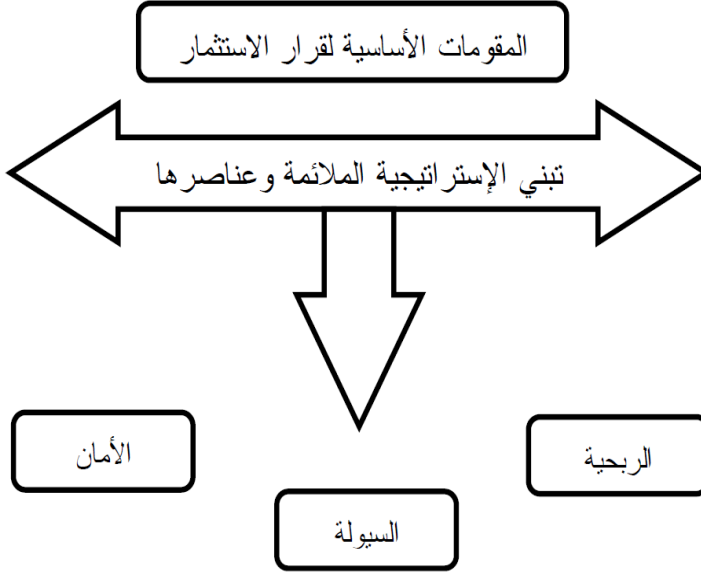 المقومات الأساسية لقرار الاستثمار
تبني الإستراتيجية الملائمة وعناصرها
الربحية
السيولة
الأمان